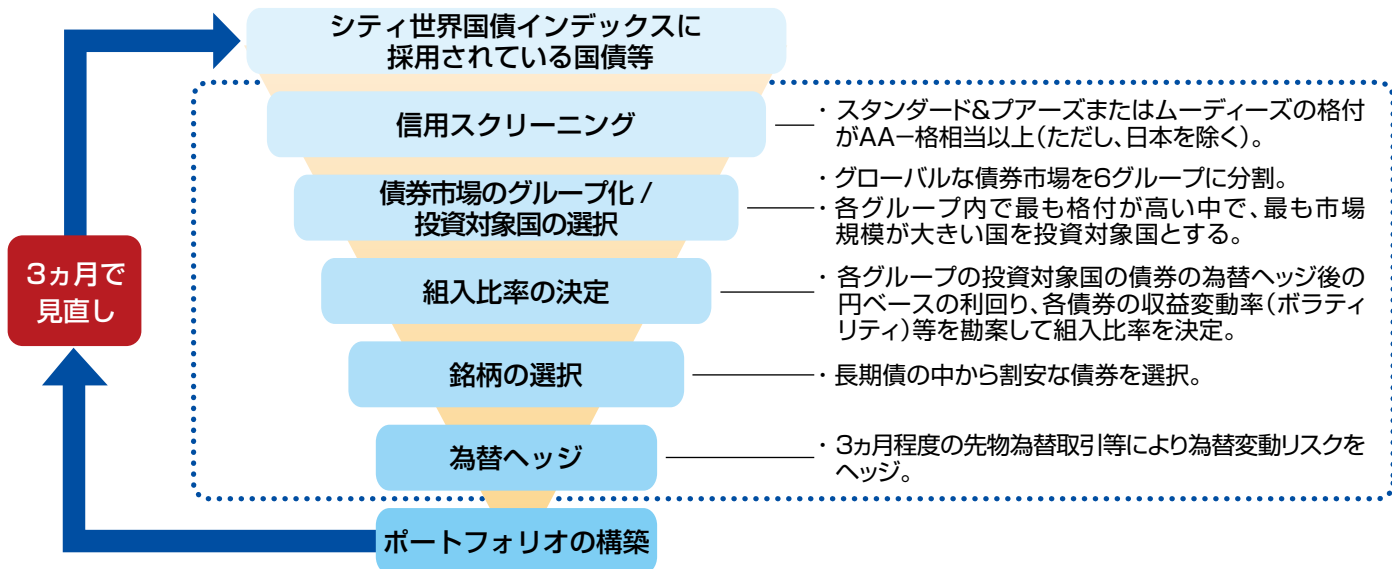 シティ世界国債インデックスに
採用されている国債等
信用スクリーニング
・ スタンダード&プアーズまたはムーディーズの格付
がAA−格相当以上(ただし、日本を除く)。
債券市場のグループ化 /
投資対象国の選択
・ グローバルな債券市場を6グループに分割。
・ 各グループ内で最も格付が高い中で、最も市場
規模が大きい国を投資対象国とする。
3ヵ月で
見直し
組入比率の決定
・ 各グループの投資対象国の債券の為替ヘッジ後の
円ベースの利回り、各債券の収益変動率(ボラティ
リティ)等を勘案して組入比率を決定。
銘柄の選択
・ 長期債の中から割安な債券を選択。
為替ヘッジ
・ 3ヵ月程度の先物為替取引等により為替変動リスクを
ヘッジ。
ポートフォリオの構築